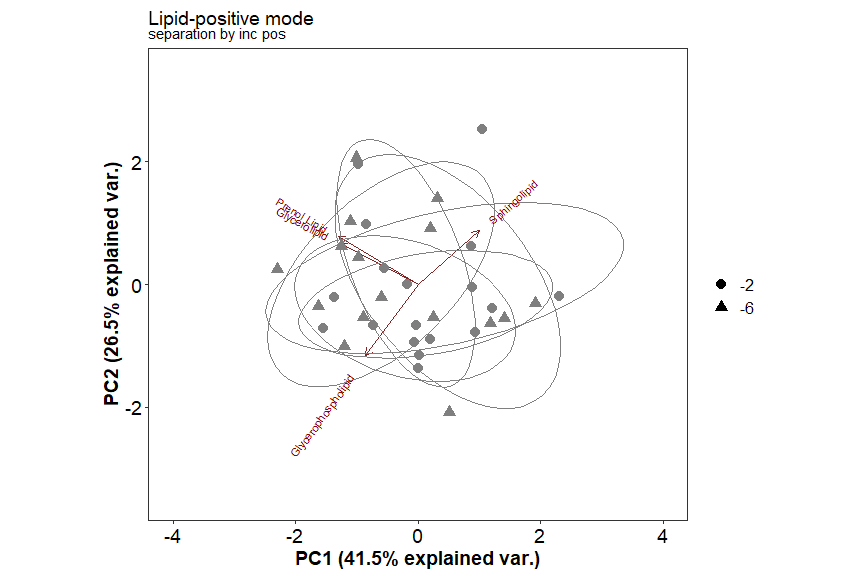 Lipid-positive mode
separation by inc pos
PC2 (26.5% explained var.)
2
0
-2
Prenol Lipid
Glycerolipid
Sphingolipid
Glycerophospholipid
-4
-2
0
2
4
PC1 (41.5% explained var.)
-2
-6